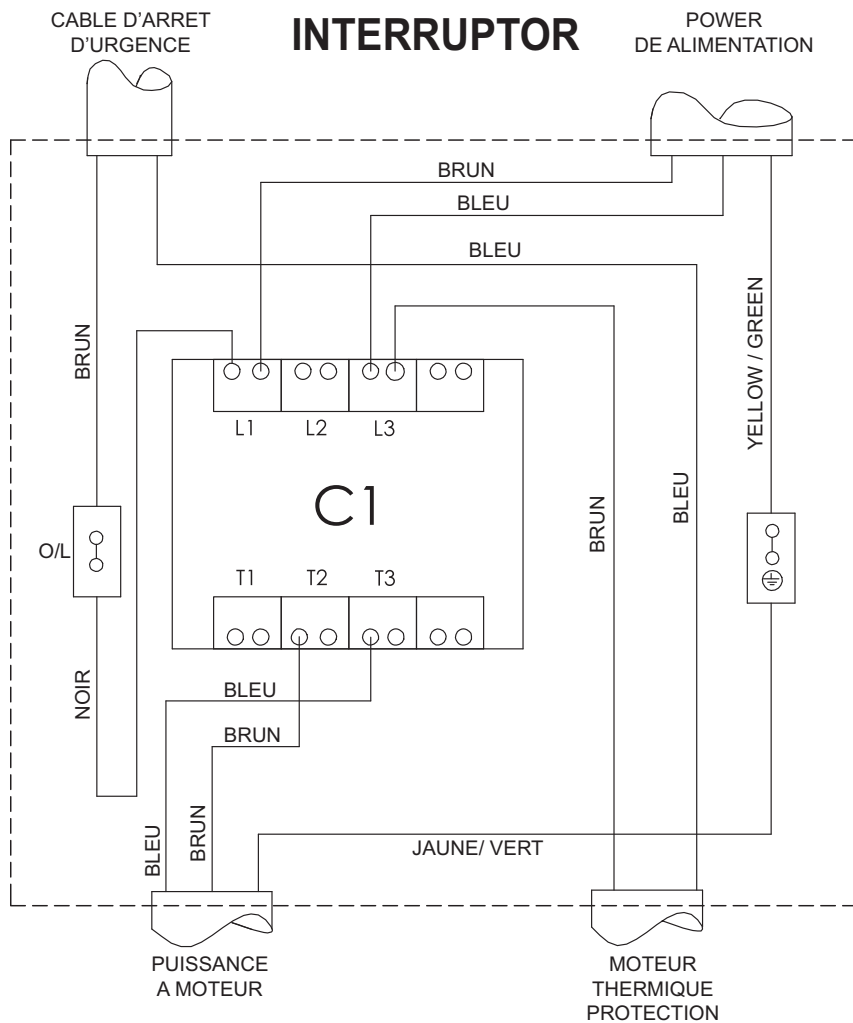 CABLE D'ARRET
D'URGENCE
INTERRUPTOR
POWER
DE ALIMENTATION
BRUN
BLEU
BLEU
BRUN
YELLOW / GREEN
L1
L2
L3
C1
BRUN
BLEU
O/L
T1
T2
T3
NOIR
BLEU
BRUN
BLEU
BRUN
JAUNE/ VERT
PUISSANCE
A MOTEUR
MOTEUR
THERMIQUE
PROTECTION